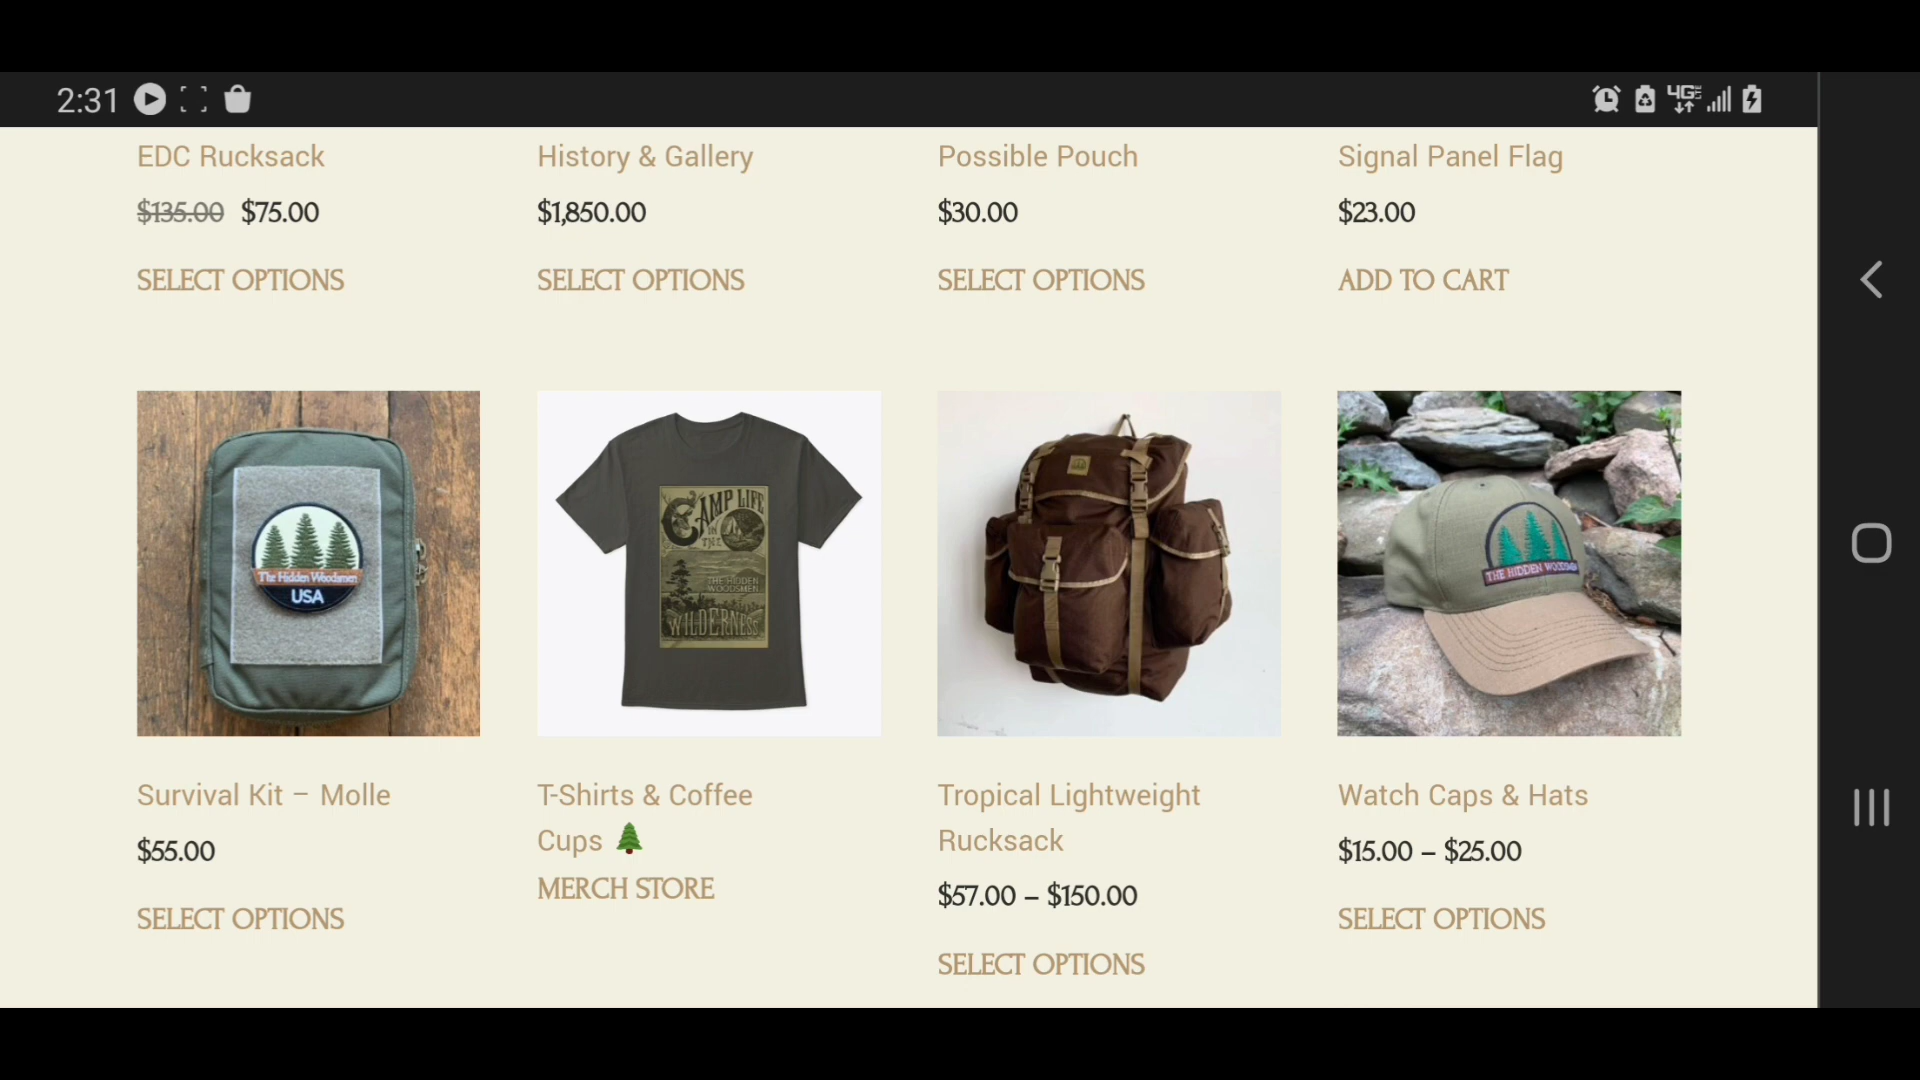 2:31
4G LTE
EDC Rucksack
$135.00 $75.00
SELECT OPTIONS
History & Gallery
$1,850.00
SELECT OPTIONS
Possible Pouch
$30.00
SELECT OPTIONS
Signal Panel Flag
$23.00
ADD TO CART
The Hidden Woodsmen
USA
Survival Kit – Molle
$55.00
SELECT OPTIONS
CAMP LIFE
IN
THE
THE HIDDEN
WOODSMEN
WILDERNESS
T-Shirts & Coffee
Cups 🌲
MERCH STORE
Tropical Lightweight
Rucksack
$57.00 – $150.00
SELECT OPTIONS
THE HIDDEN WOODSMEN
Watch Caps & Hats
$15.00 – $25.00
SELECT OPTIONS